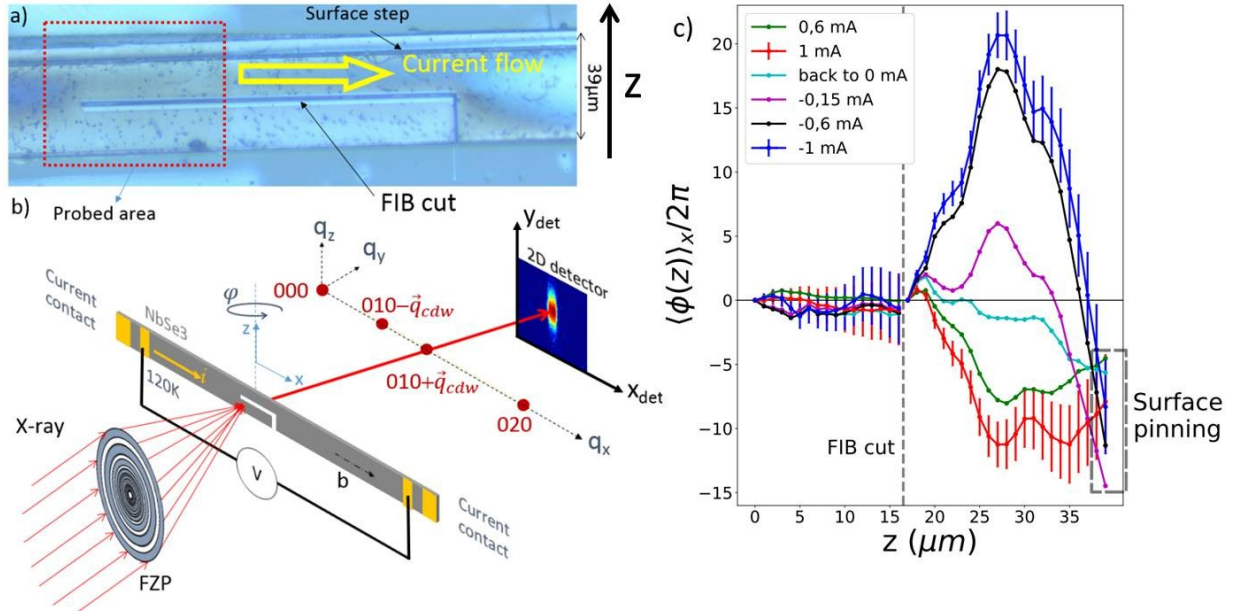 a)
Surface step
Current flow
39µm
Z
Probed area
FIB cut
b)
q_z
q_y
000
010−q⃗_cdw
010+q⃗_cdw
020
q_x
y_det
2D detector
x_det
φ
z
x
Current
contact
NbSe3
i
120K
X-ray
V
b
FZP
Current
contact
c)
0,6 mA
1 mA
back to 0 mA
-0,15 mA
-0,6 mA
-1 mA
⟨ϕ(z)⟩ₓ/2π
20
15
10
5
0
−5
−10
−15
FIB cut
Surface
pinning
0 5 10 15 20 25 30 35
z (µm)